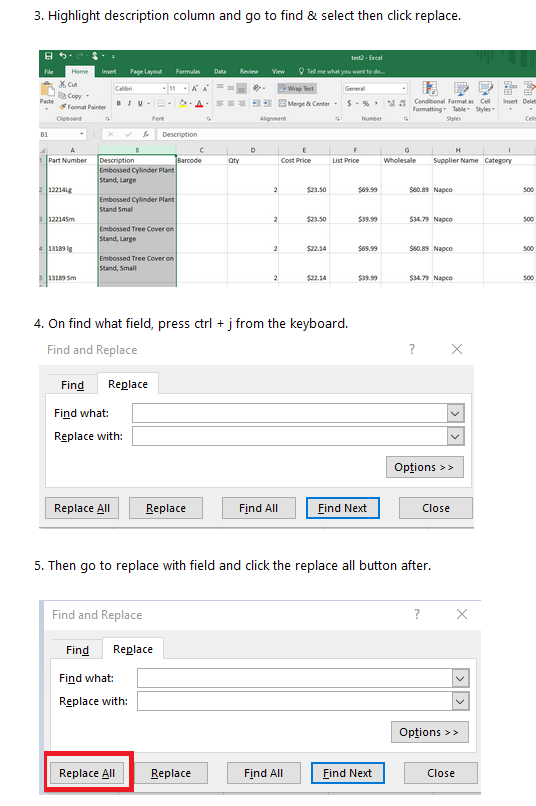 3. Highlight description column and go to find & select then click replace.
test2 - Excel
File Home Insert Page Layout Formulas Data Review View Tell me what you want to do...
Cut
Copy
Format Painter
Paste
Clipboard
Calibri 11 A A
B I U A
Font
Wrap Text
Merge & Center
Alignment
General
$ % ,
Number
Conditional Formatting Format as Table Cell Styles
Styles
Insert Delet
Cells
B1 fx Description
A B C D E F G H I
1 Part Number Description Barcode Qty Cost Price List Price Wholesale Supplier Name Category
Embossed Cylinder Plant
Stand, Large
2 12214Lg 2 $23.50 $69.99 $60.89 Napco 500
Embossed Cylinder Plant
Stand Smal
3 12214Sm 2 $23.50 $39.99 $34.79 Napco 500
Embossed Tree Cover on
Stand, Large
4 13189 lg 2 $22.14 $69.99 $60.89 Napco 500
Embossed Tree Cover on
Stand, Small
5 13189 Sm 2 $22.14 $39.99 $34.79 Napco 500
4. On find what field, press ctrl + j from the keyboard.
Find and Replace ? ×
Find Replace
Find what:
Replace with:
Options >>
Replace All Replace Find All Find Next Close
5. Then go to replace with field and click the replace all button after.
Find and Replace ? ×
Find Replace
Find what:
Replace with:
Options >>
Replace All Replace Find All Find Next Close